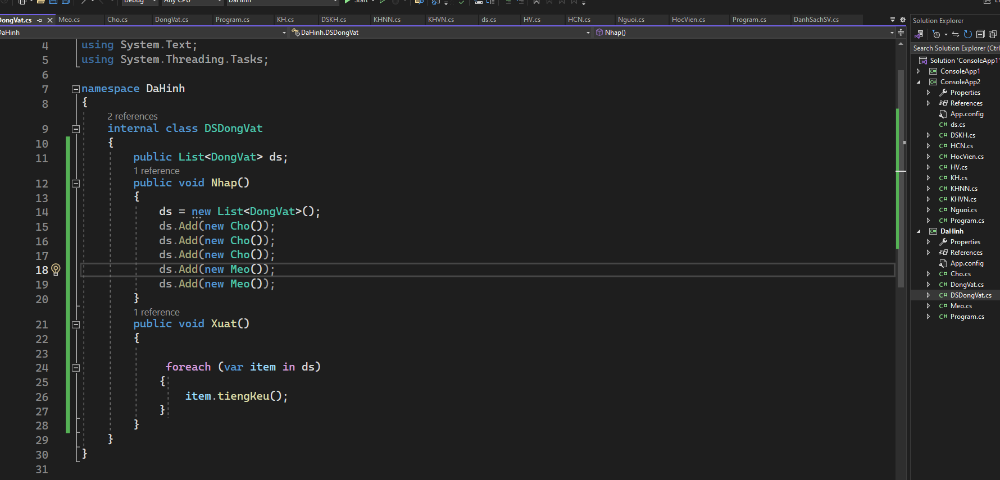 Debug Any CPU DaHinh Start
DongVat.cs Meo.cs Cho.cs DongVat.cs Program.cs KH.cs DSKH.cs KHNN.cs KHVN.cs ds.cs HV.cs HCN.cs Nguoi.cs HocVien.cs Program.cs DanhSachSV.cs
DaHinh DaHinh.DSDongVat Nhap()
4 using System.Text;
5 using System.Threading.Tasks;
6
7 namespace DaHinh
8 {
2 references
9 internal class DSDongVat
10 {
11 public List<DongVat> ds;
1 reference
12 public void Nhap()
13 {
14 ds = new List<DongVat>();
15 ds.Add(new Cho());
16 ds.Add(new Cho());
17 ds.Add(new Cho());
18 ds.Add(new Meo());
19 ds.Add(new Meo());
20 }
1 reference
21 public void Xuat()
22 {
23
24 foreach (var item in ds)
25 {
26 item.tiengKeu();
27 }
28 }
29 }
30 }
31
Solution Explorer
Search Solution Explorer (Ctrl
Solution 'ConsoleApp1'
C# ConsoleApp1
C# ConsoleApp2
Properties
References
App.config
C# ds.cs
C# DSKH.cs
C# HCN.cs
C# HocVien.cs
C# HV.cs
C# KH.cs
C# KHNN.cs
C# KHVN.cs
C# Nguoi.cs
C# Program.cs
C# DaHinh
Properties
References
App.config
C# Cho.cs
C# DongVat.cs
C# DSDongVat.cs
C# Meo.cs
C# Program.cs